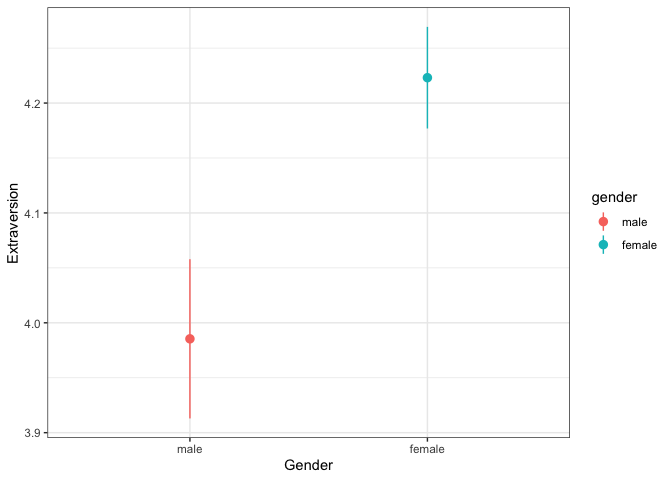 4.2
4.1
4.0
3.9
Extraversion
male
female
Gender
gender
male
female